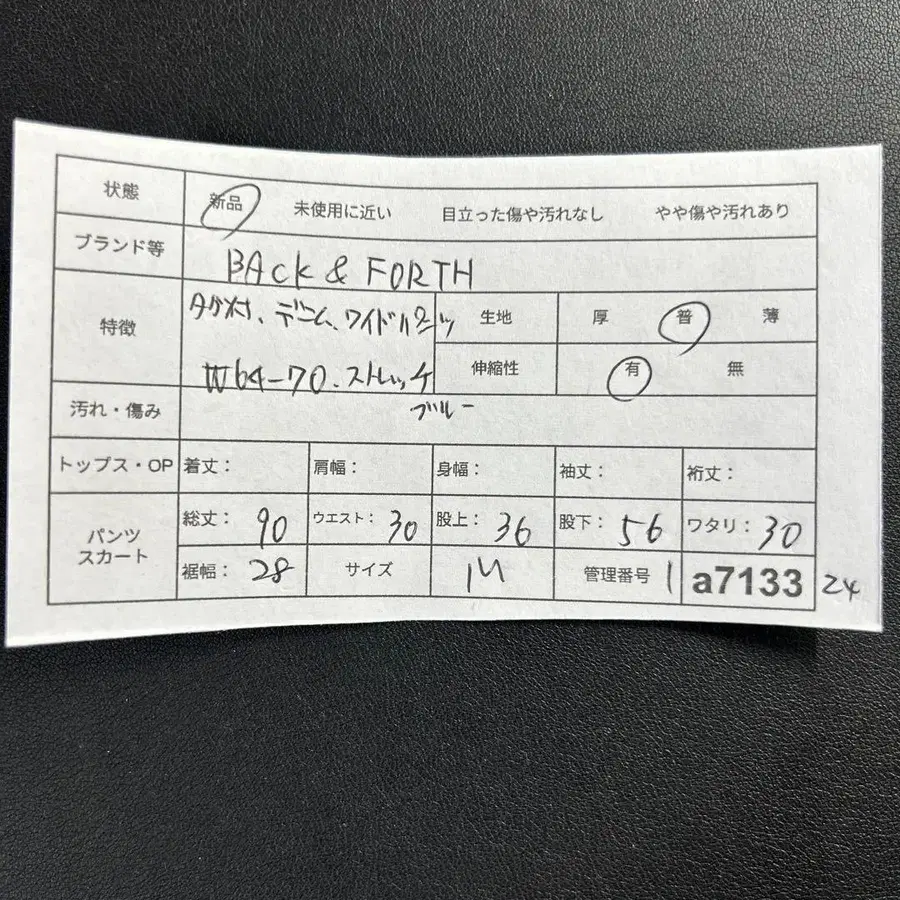 状態 新品 未使用に近い 目立った傷や汚れなし やや傷や汚れあり
ブランド等 BACK & FORTH
特徴 タグ付、デニム、ワイドパンツ 生地 厚 普 薄
W64-70、ストレッチ 伸縮性 有 無
ブルー
汚れ・傷み
トップス・OP 着丈： 肩幅： 身幅： 袖丈： 裄丈：
パンツ スカート 総丈： 90 ウエスト： 30 股上： 36 股下： 56 ワタリ： 30
裾幅： 28 サイズ M 管理番号 1 a7133 24